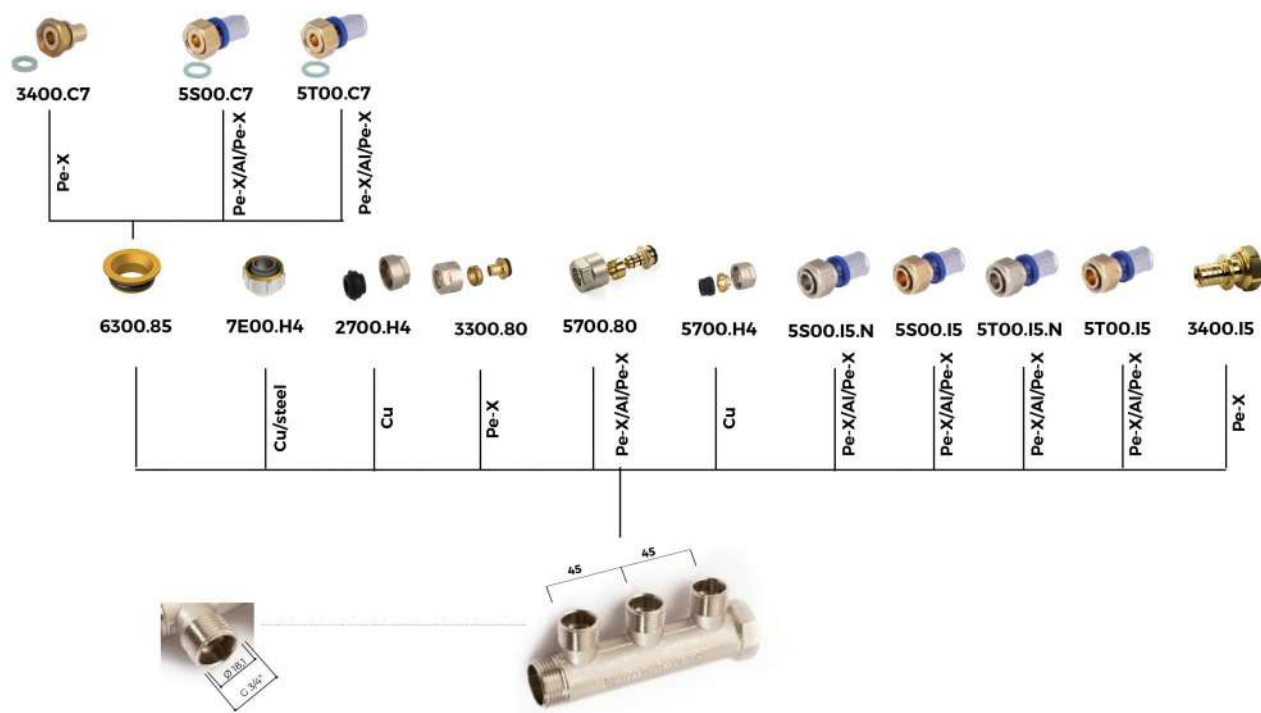 3400.C7
5S00.C7
5T00.C7
Pe-X
Pe-X/Al/Pe-X
Pe-X/Al/Pe-X
6300.85
7E00.H4
2700.H4
3300.80
5700.80
5700.H4
5S00.I5.N
5S00.I5
5T00.I5.N
5T00.I5
3400.I5
Cu/steel
Cu
Pe-X
Pe-X/Al/Pe-X
Cu
Pe-X/Al/Pe-X
Pe-X/Al/Pe-X
Pe-X/Al/Pe-X
Pe-X/Al/Pe-X
Pe-X
45
45
Ø 18,1
G 3/4"